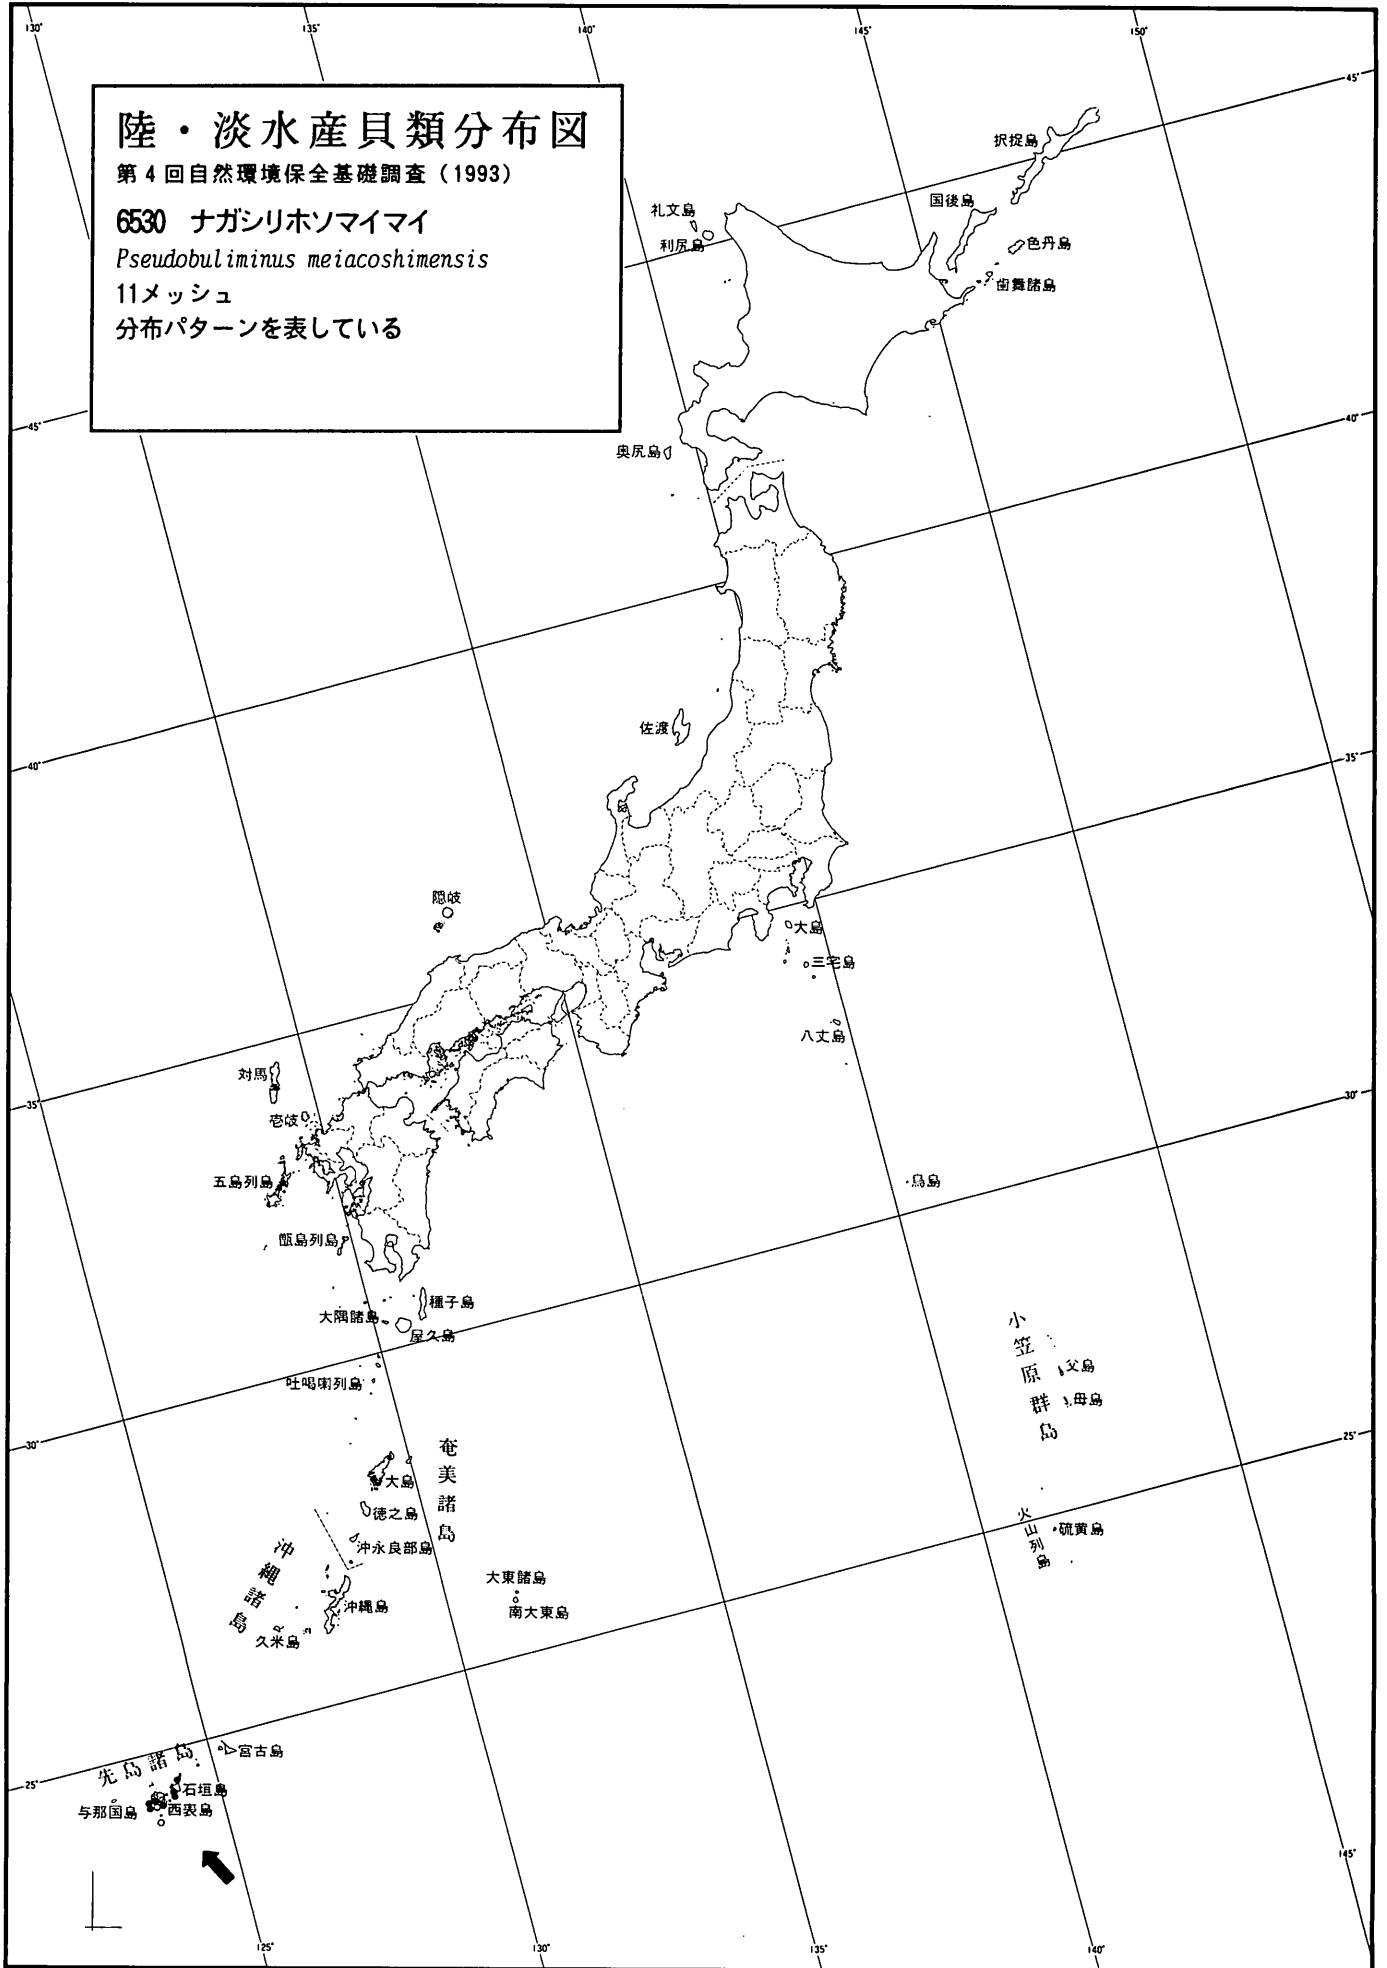 130°
135°
140°
145°
150°
陸・淡水産貝類分布図
第4回自然環境保全基礎調査（1993）
6530 ナガシリホソマイマイ
Pseudobuliminus meiacoshimensis
11メッシュ
分布パターンを表している
45°
択捉島
国後島
礼文島
利尻島
色丹島
歯舞諸島
45°
40°
奥尻島
佐渡
40°
35°
隠岐
大島
三宅島
八丈島
対馬
35°
壱岐
30°
五島列島
鳥島
甑島列島
種子島
大隅諸島
屋久島
小笠原群島
父島
吐喝喇列島
母島
30°
25°
奄美諸島
大島
徳之島
火山列島
硫黄島
沖永良部島
沖縄諸島
大東諸島
沖縄島
南大東島
久米島
宮古島
先島諸島
25°
石垣島
与那国島
西表島
145°
125°
130°
135°
140°